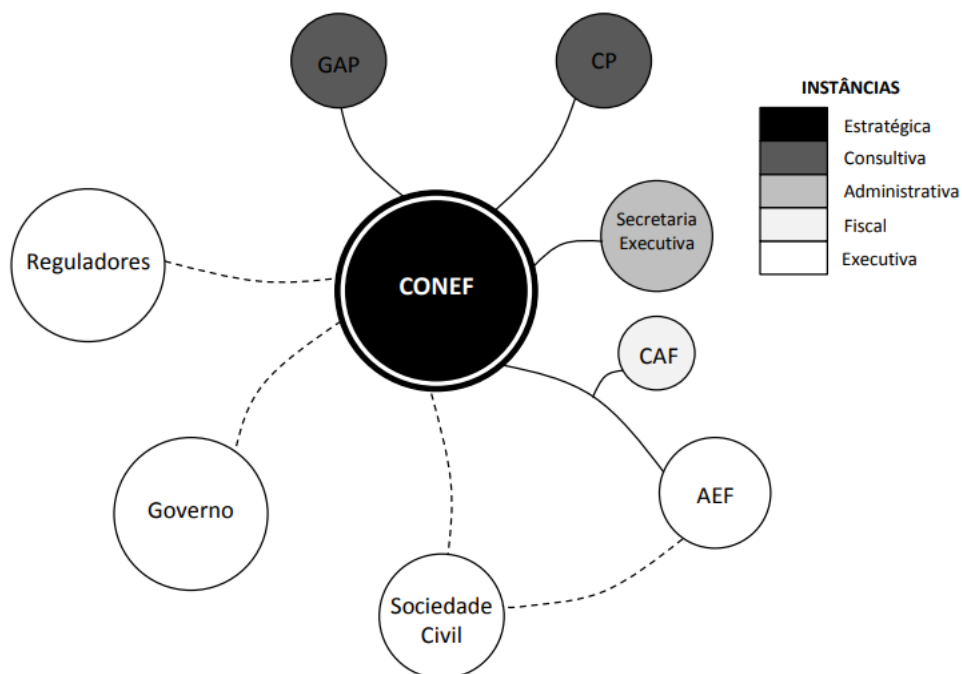 GAP
CP
INSTÂNCIAS
Estratégica
Consultiva
Administrativa
Fiscal
Executiva
Secretaria
Executiva
Reguladores
CONEF
CAF
Governo
AEF
Sociedade
Civil